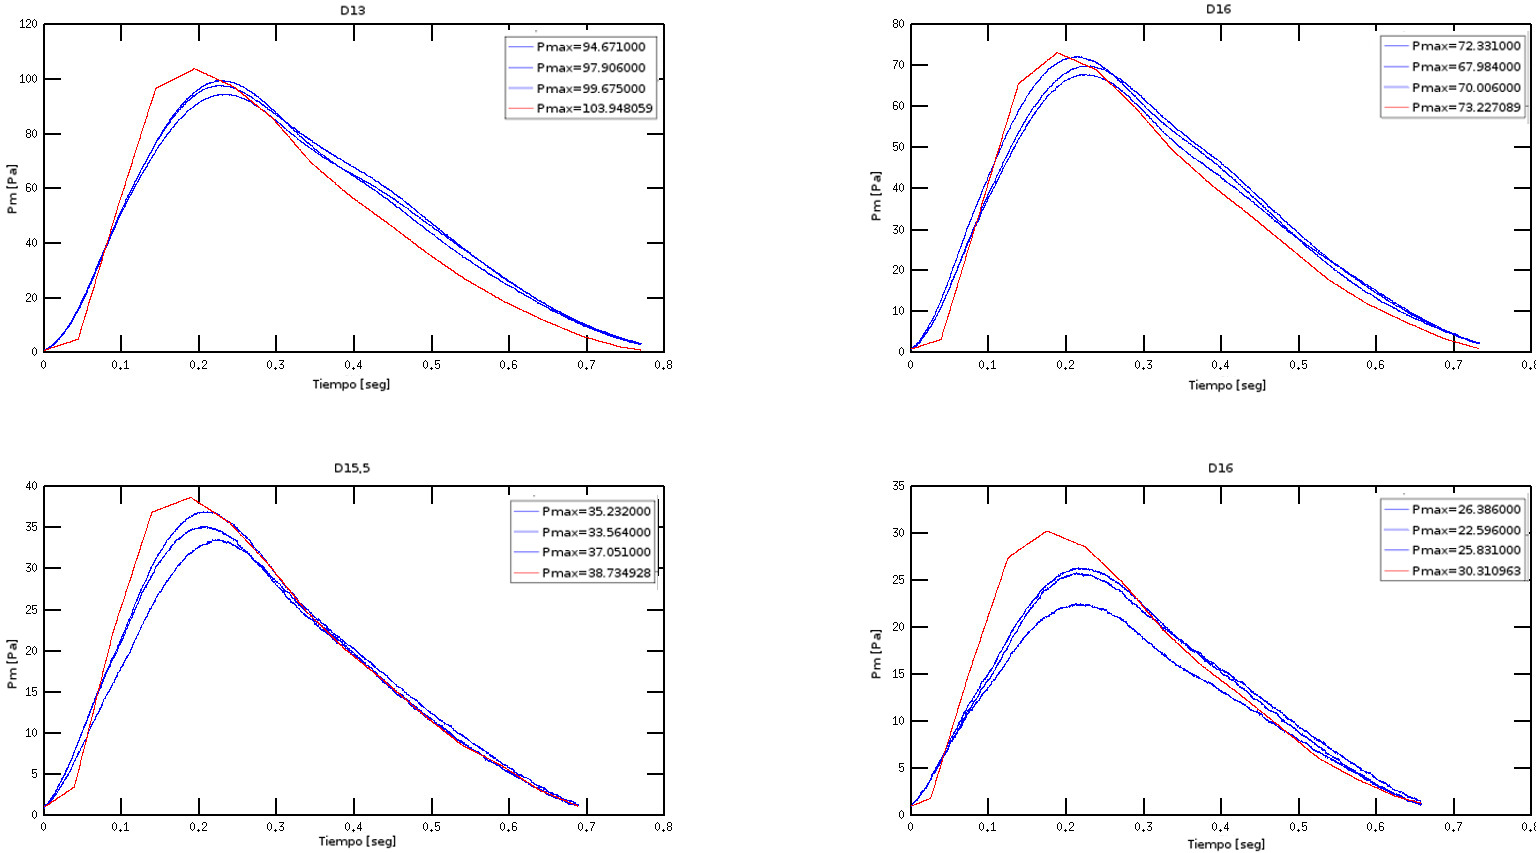 D13
120
100
80
60
40
20
0
Pm [Pa]
Pmax=94.671000
Pmax=97.906000
Pmax=99.675000
Pmax=103.948059
0 0.1 0.2 0.3 0.4 0.5 0.6 0.7 0.8
Tiempo [seg]
D16
80
70
60
50
40
30
20
10
0
Pm [Pa]
Pmax=72.331000
Pmax=67.984000
Pmax=70.006000
Pmax=73.227089
0 0.1 0.2 0.3 0.4 0.5 0.6 0.7 0.8
Tiempo [seg]
D15,5
40
35
30
25
20
15
10
5
0
Pm [Pa]
Pmax=35.232000
Pmax=33.564000
Pmax=37.051000
Pmax=38.734928
0 0.1 0.2 0.3 0.4 0.5 0.6 0.7 0.8
Tiempo [seg]
D16
35
30
25
20
15
10
5
0
Pm [Pa]
Pmax=26.386000
Pmax=22.596000
Pmax=25.831000
Pmax=30.310963
0 0.1 0.2 0.3 0.4 0.5 0.6 0.7 0.8
Tiempo [seg]